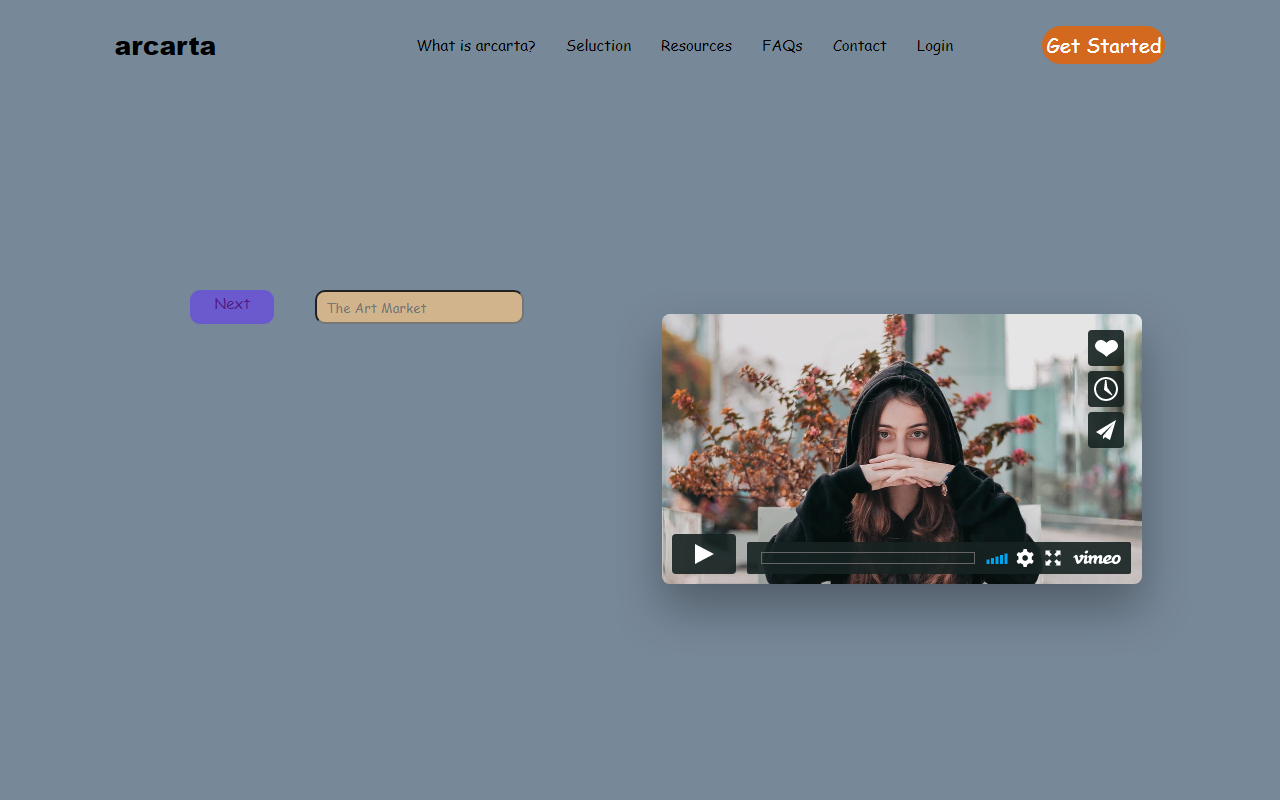 arcarta
What is arcarta? Seluction Resources FAQs Contact Login
Get Started
Next
The Art Market
vimeo